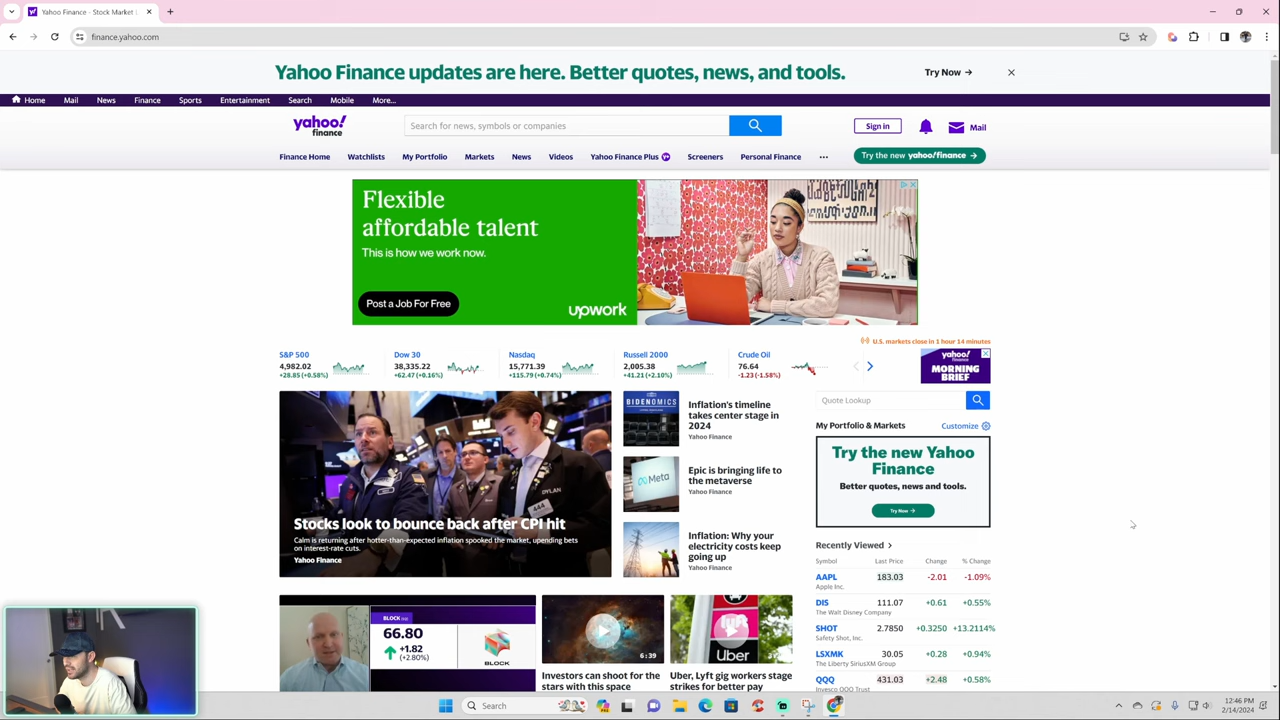 Yahoo Finance - Stock Market |
finance.yahoo.com
Yahoo Finance updates are here. Better quotes, news, and tools.
Try Now →
Home
Mail
News
Finance
Sports
Entertainment
Search
Mobile
More...
yahoo!
finance
Search for news, symbols or companies
Sign in
Mail
Finance Home
Watchlists
My Portfolio
Markets
News
Videos
Yahoo Finance Plus
Screeners
Personal Finance
...
Try the new yahoo!finance →
Flexible
affordable talent
This is how we work now.
Post a Job For Free
upwork
U.S. markets close in 1 hour 14 minutes
S&P 500
4,982.02
+28.85 (+0.58%)
Dow 30
38,335.22
+62.47 (+0.16%)
Nasdaq
15,771.39
+115.79 (+0.74%)
Russell 2000
2,005.38
+41.21 (+2.10%)
Crude Oil
76.64
-1.23 (-1.58%)
yahoo!
finance
MORNING
BRIEF
BIDENOMICS
Inflation's timeline
takes center stage in
2024
Yahoo Finance
Meta
Epic is bringing life to
the metaverse
Yahoo Finance
Inflation: Why your
electricity costs keep
going up
Yahoo Finance
DYLAN
Stocks look to bounce back after CPI hit
Calm is returning after hotter-than-expected inflation spooked the market, upending bets
on interest-rate cuts.
Yahoo Finance
Quote Lookup
My Portfolio & Markets
Customize
Try the new Yahoo
Finance
Better quotes, news and tools.
Try Now →
Recently Viewed
Symbol Last Price Change % Change
AAPL 183.03 -2.01 -1.09%
Apple Inc.
DIS 111.07 +0.61 +0.55%
The Walt Disney Company
SHOT 2.7850 +0.3250 +13.2114%
Safety Shot, Inc.
LSXMK 30.05 +0.28 +0.94%
The Liberty SiriusXM Group
QQQ 431.03 +2.48 +0.58%
Invesco QQQ Trust
BLOCK
66.80
+1.82
(+2.80%)
BLOCK
6:39
Investors can shoot for the
stars with this space
Uber
Uber, Lyft gig workers stage
strikes for better pay
Search
12:46 PM
2/14/2024